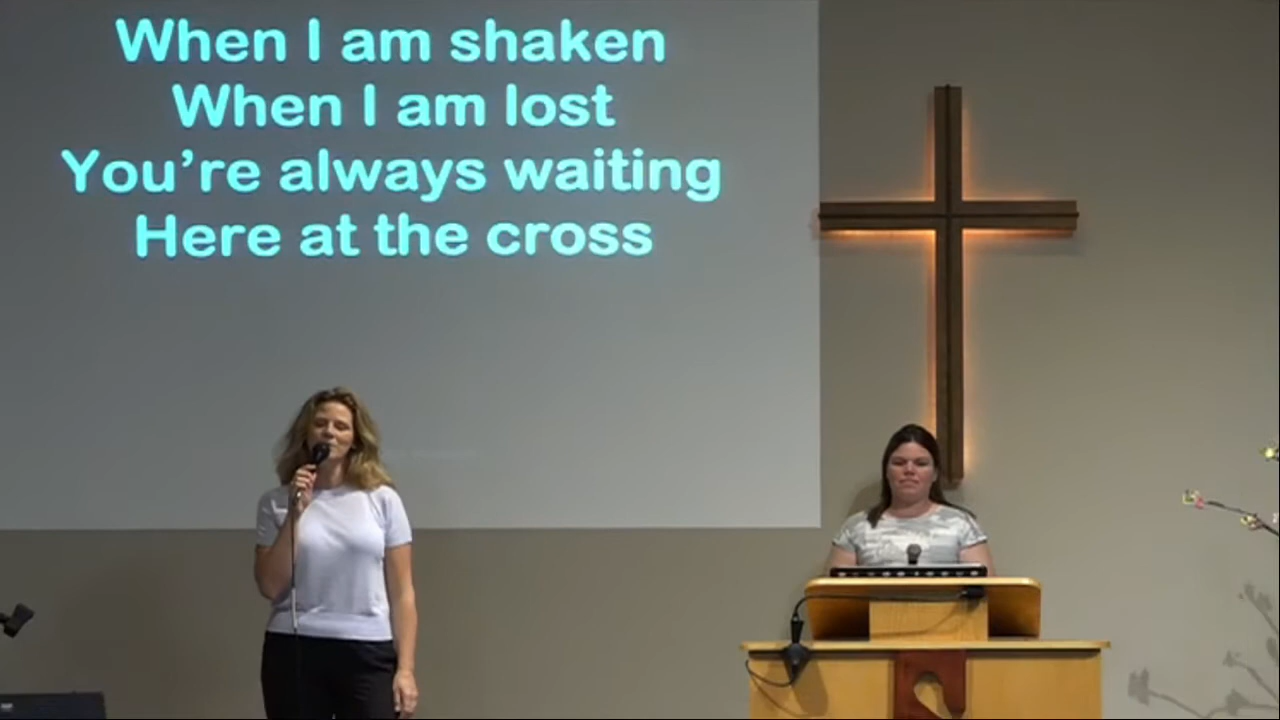 When I am shaken
When I am lost
You’re always waiting
Here at the cross